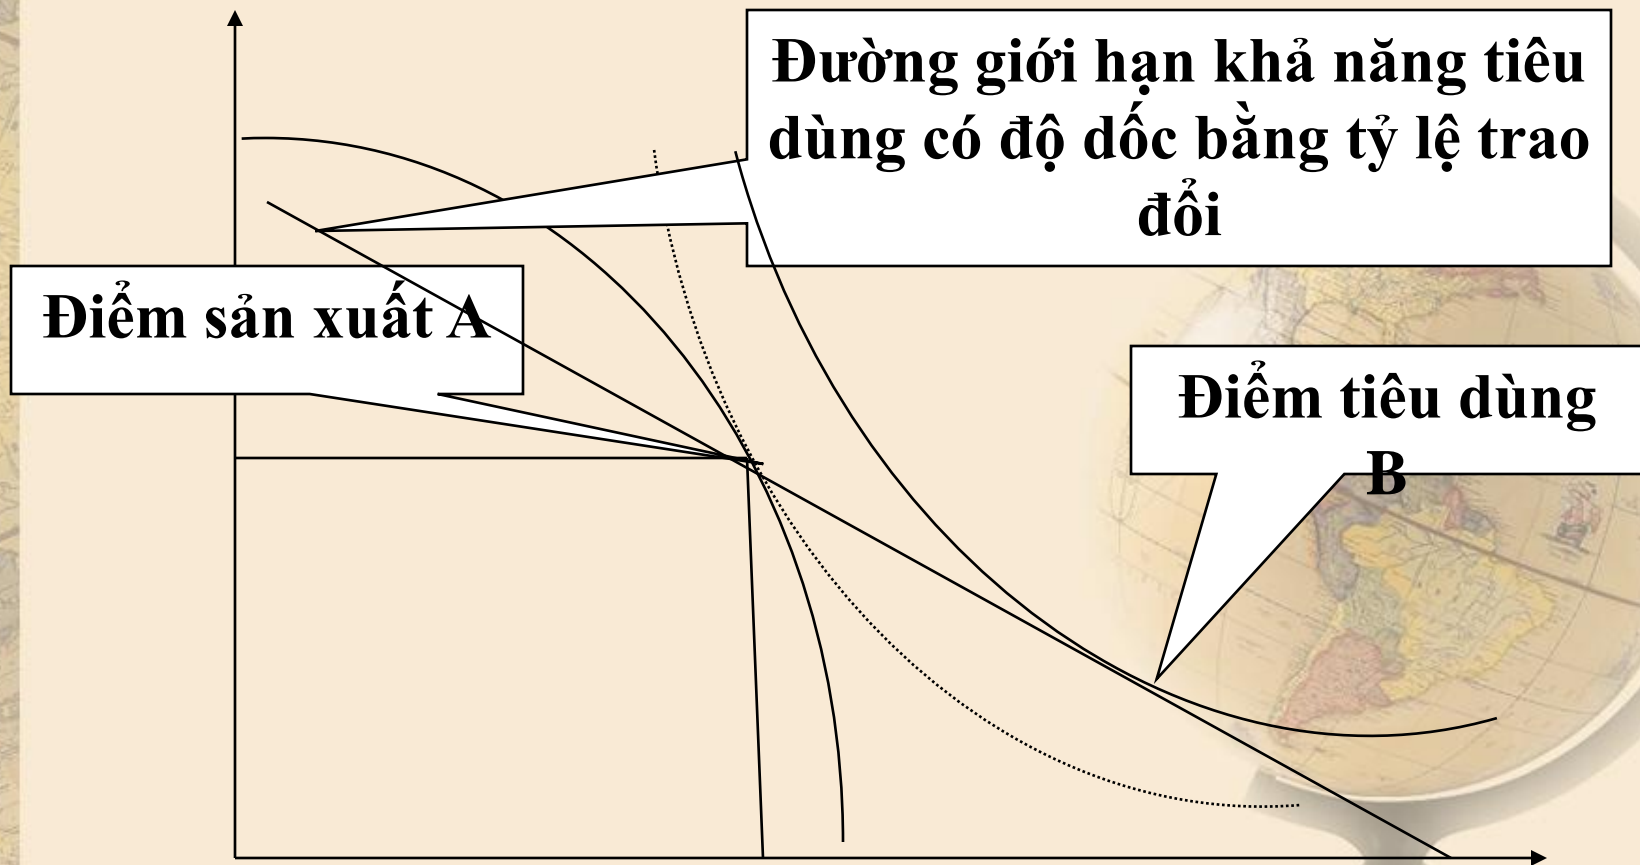 Đường giới hạn khả năng tiêu
dùng có độ dốc bằng tỷ lệ trao
đổi
Điểm sản xuất A
Điểm tiêu dùng
B